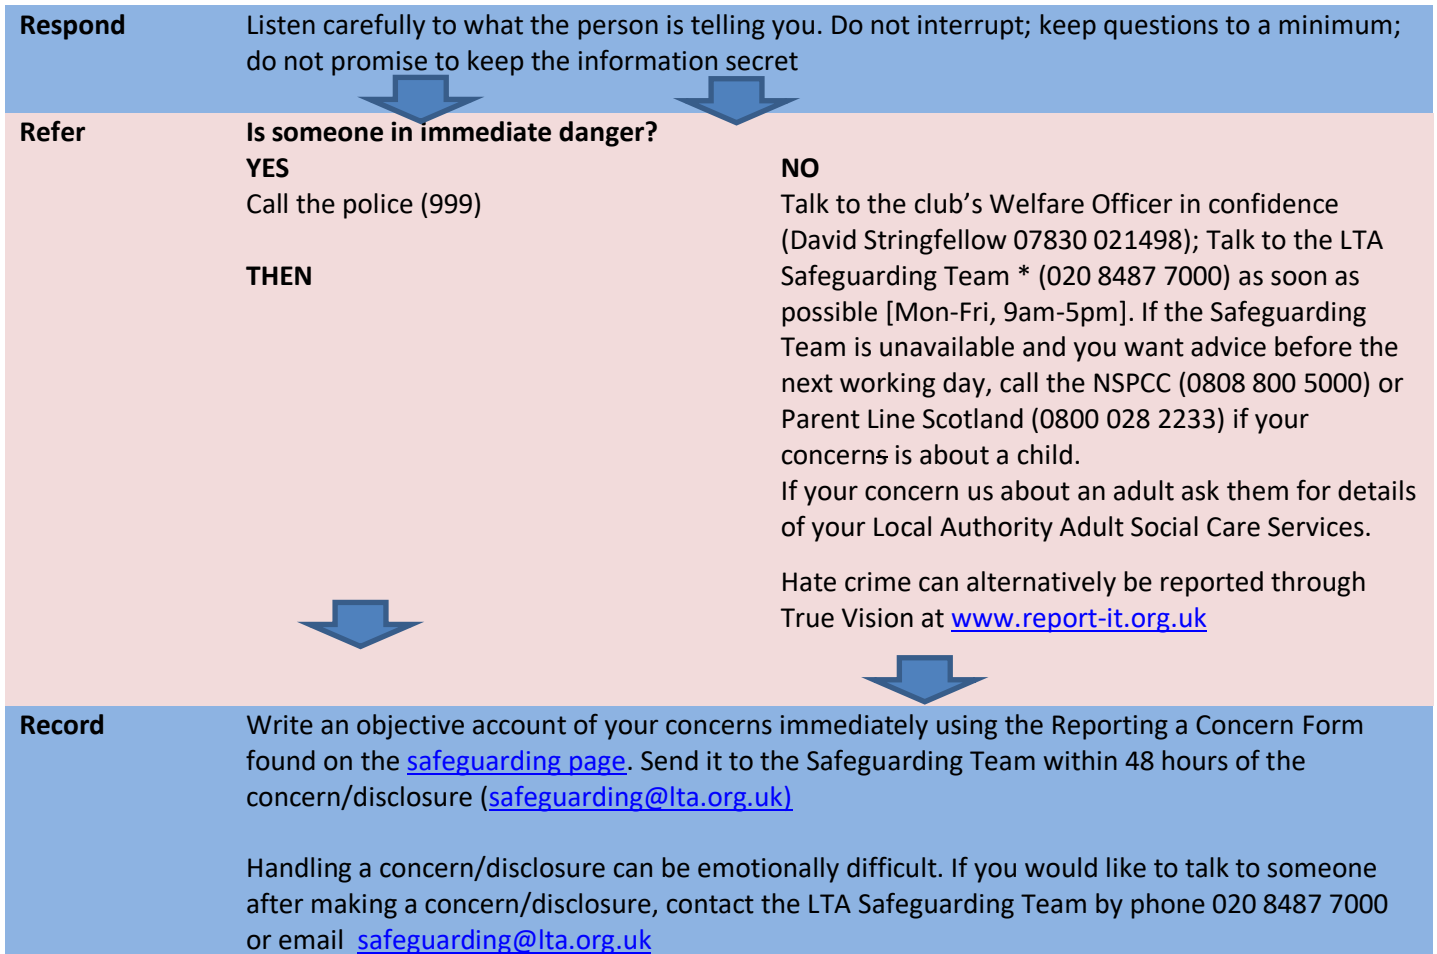 Respond
Listen carefully to what the person is telling you. Do not interrupt; keep questions to a minimum;
do not promise to keep the information secret
Refer
Is someone in immediate danger?
YES
Call the police (999)
THEN
NO
Talk to the club’s Welfare Officer in confidence
(David Stringfellow 07830 021498); Talk to the LTA
Safeguarding Team * (020 8487 7000) as soon as
possible [Mon-Fri, 9am-5pm]. If the Safeguarding
Team is unavailable and you want advice before the
next working day, call the NSPCC (0808 800 5000) or
Parent Line Scotland (0800 028 2233) if your
concerns is about a child.
If your concern us about an adult ask them for details
of your Local Authority Adult Social Care Services.
Hate crime can alternatively be reported through
True Vision at www.report-it.org.uk
Record
Write an objective account of your concerns immediately using the Reporting a Concern Form
found on the safeguarding page. Send it to the Safeguarding Team within 48 hours of the
concern/disclosure (safeguarding@lta.org.uk)
Handling a concern/disclosure can be emotionally difficult. If you would like to talk to someone
after making a concern/disclosure, contact the LTA Safeguarding Team by phone 020 8487 7000
or email safeguarding@lta.org.uk